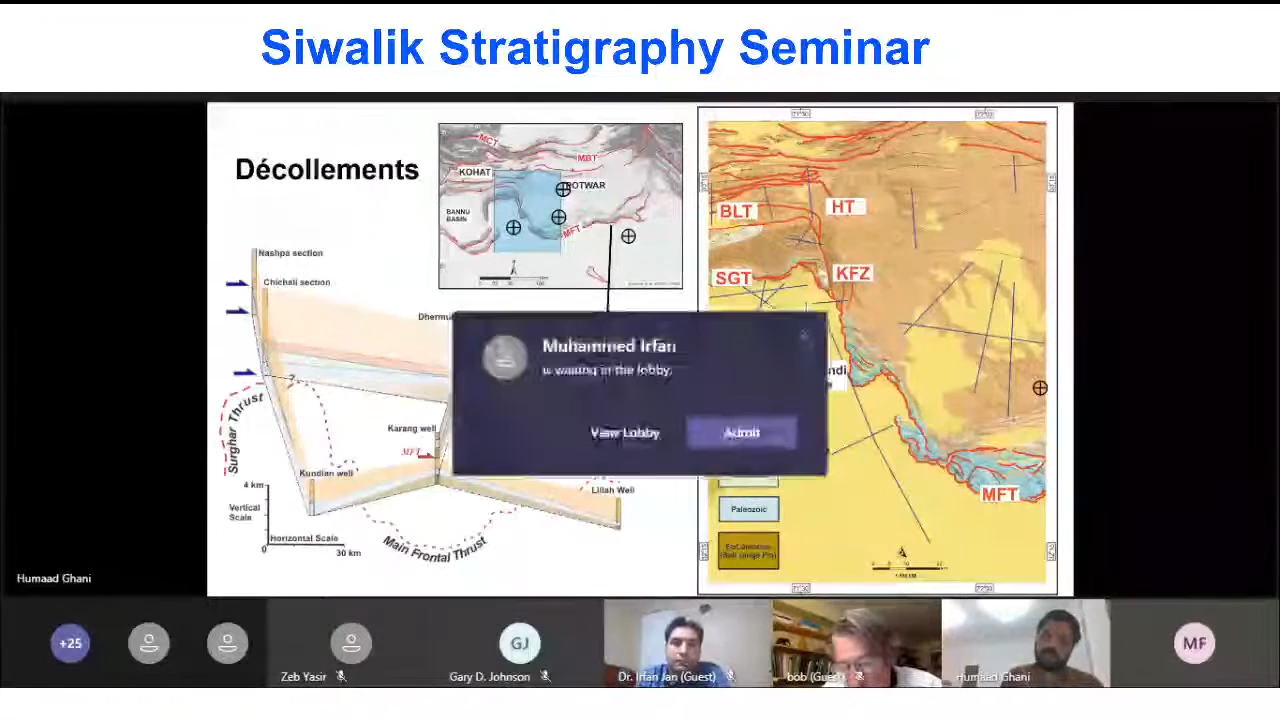 Siwalik Stratigraphy Seminar
Décollements
MCT
MBT
KOHAT
POTWAR
BANNU
BASIN
MFT
Nashpa section
Chichali section
Surghar Thrust
?
Karang well
MFT
Kundian well
Lillah Well
4 km
Vertical
Scale
0
Horizontal Scale
30 km
Main Frontal Thrust
BLT
HT
SGT
KFZ
MFT
Paleozoic
Muhammed Irfan
is waiting in the lobby.
View Lobby
Admit
Humaad Ghani
+25
Zeb Yasir
GJ
Gary D. Johnson
Dr. Irfan Jan (Guest)
bob (Guest)
Humaad Ghani
MF